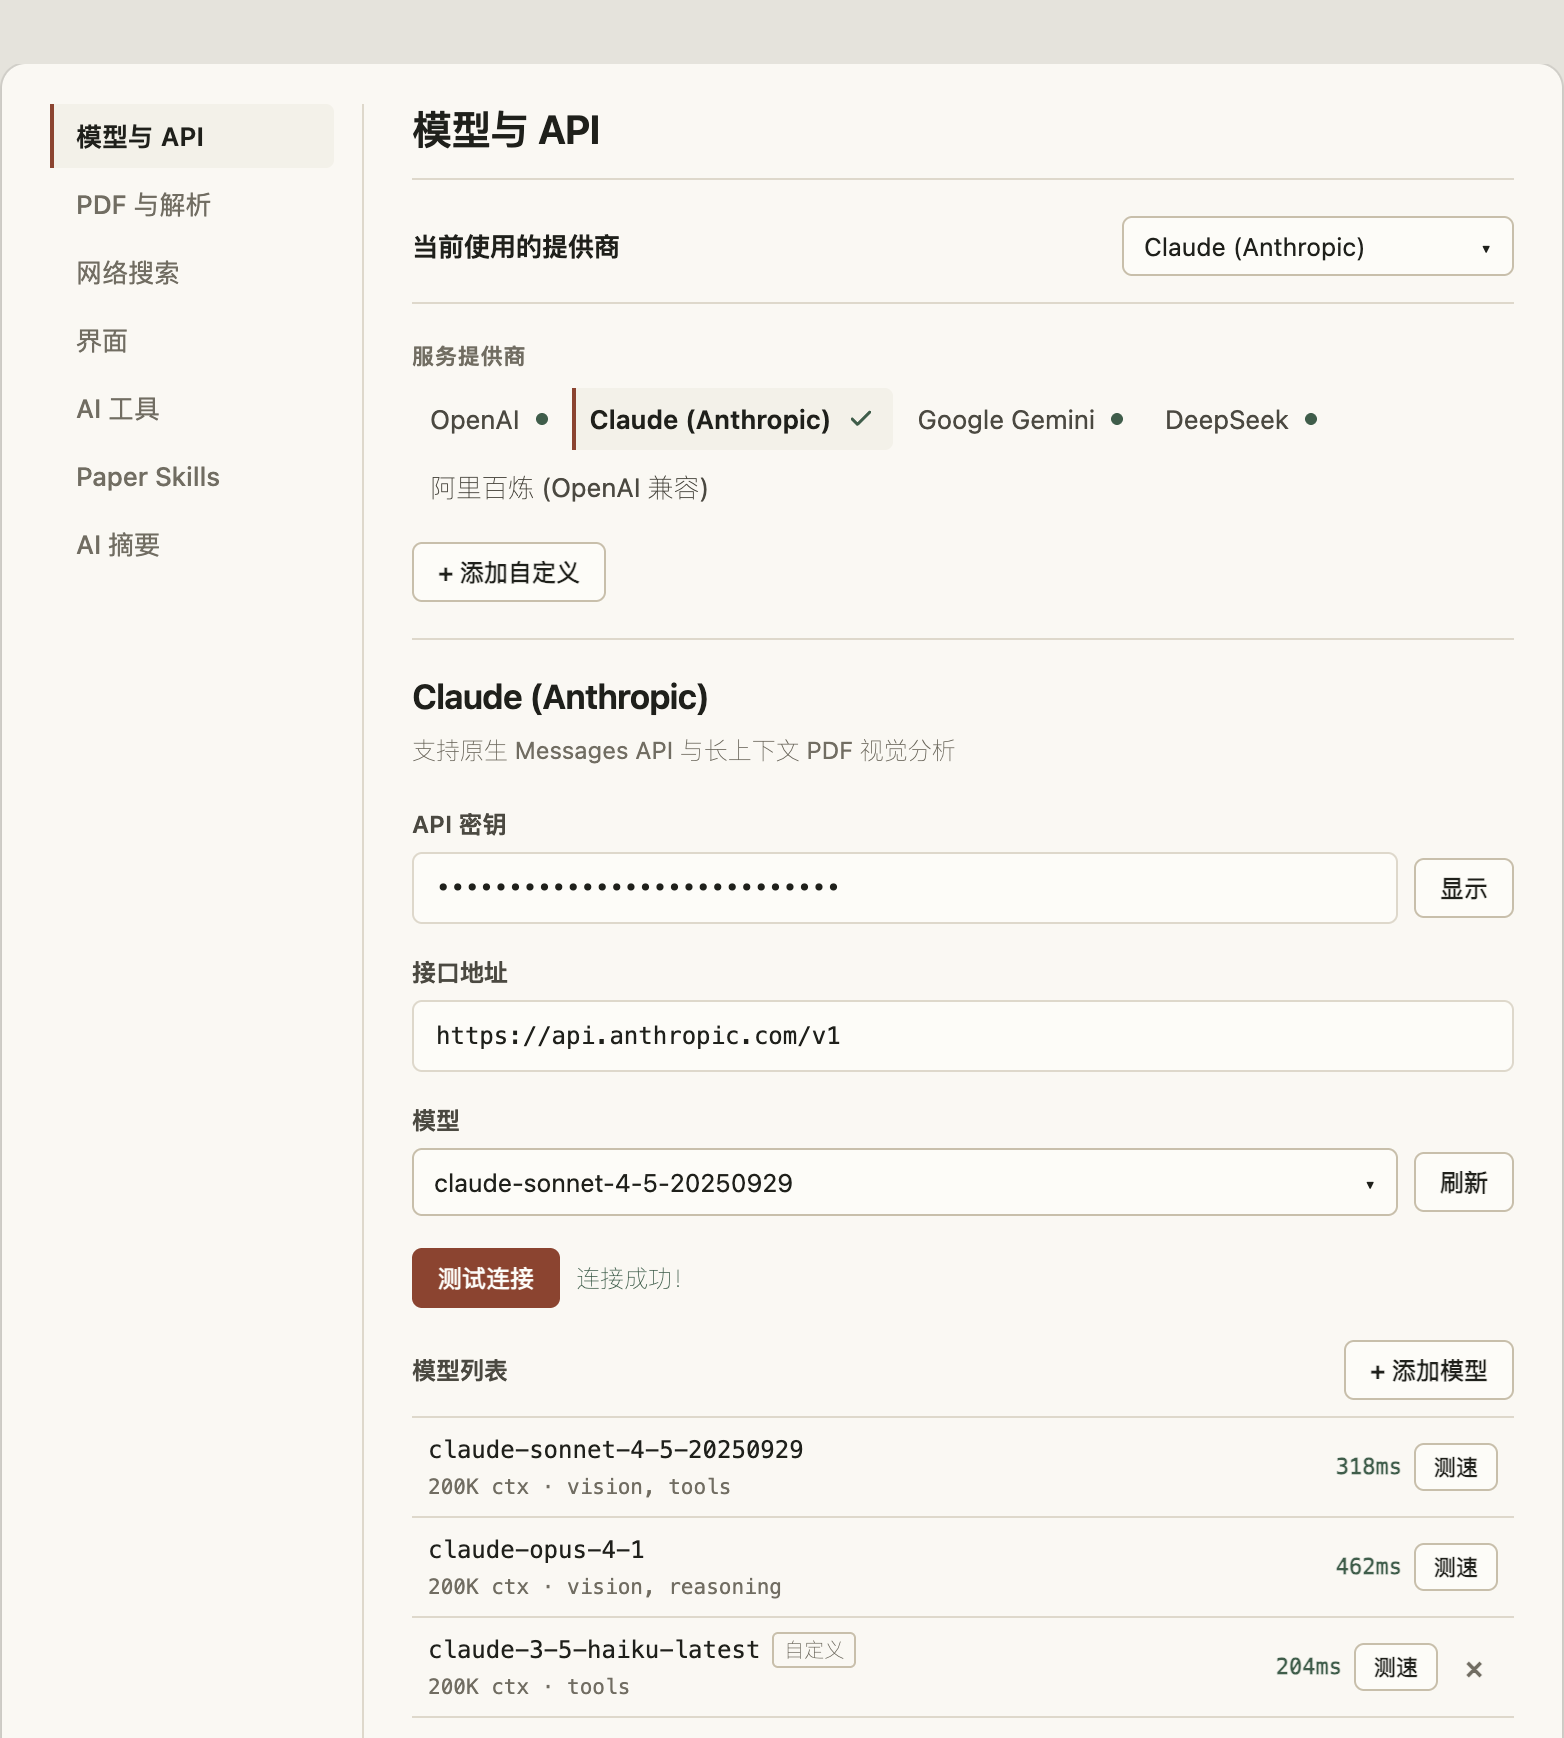 模型与 API
PDF 与解析
网络搜索
界面
AI 工具
Paper Skills
AI 摘要
模型与 API
当前使用的提供商
Claude (Anthropic)
服务提供商
OpenAI
Claude (Anthropic)
Google Gemini
DeepSeek
阿里百炼 (OpenAI 兼容)
+ 添加自定义
Claude (Anthropic)
支持原生 Messages API 与长上下文 PDF 视觉分析
API 密钥
••••••••••••••••••••••••••••
显示
接口地址
https://api.anthropic.com/v1
模型
claude-sonnet-4-5-20250929
刷新
测试连接
连接成功!
模型列表
+ 添加模型
claude-sonnet-4-5-20250929
200K ctx · vision, tools
318ms
测速
claude-opus-4-1
200K ctx · vision, reasoning
462ms
测速
claude-3-5-haiku-latest
自定义
200K ctx · tools
204ms
测速
×